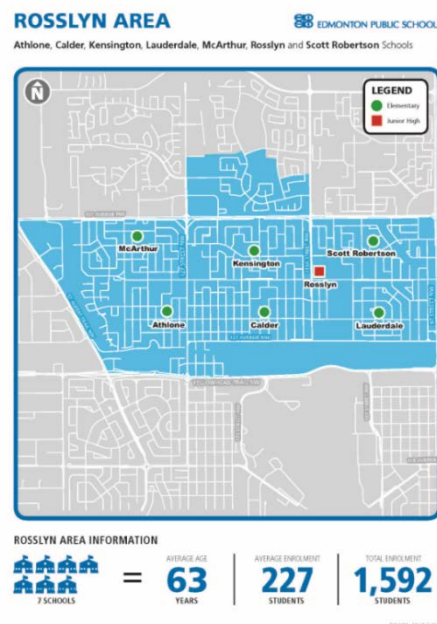 ROSSLYN AREA
EDMONTON PUBLIC SCHOOL
Athlone, Calder, Kensington, Lauderdale, McArthur, Rosslyn and Scott Robertson Schools
N
LEGEND
Elementary
Junior High
McArthur
Kensington
Scott Robertson
Rosslyn
Athlone
Calder
Lauderdale
ROSSLYN AREA INFORMATION
7 SCHOOLS
=
AVERAGE AGE
63
YEARS
AVERAGE ENROLMENT
227
STUDENTS
TOTAL ENROLMENT
1,592
STUDENTS